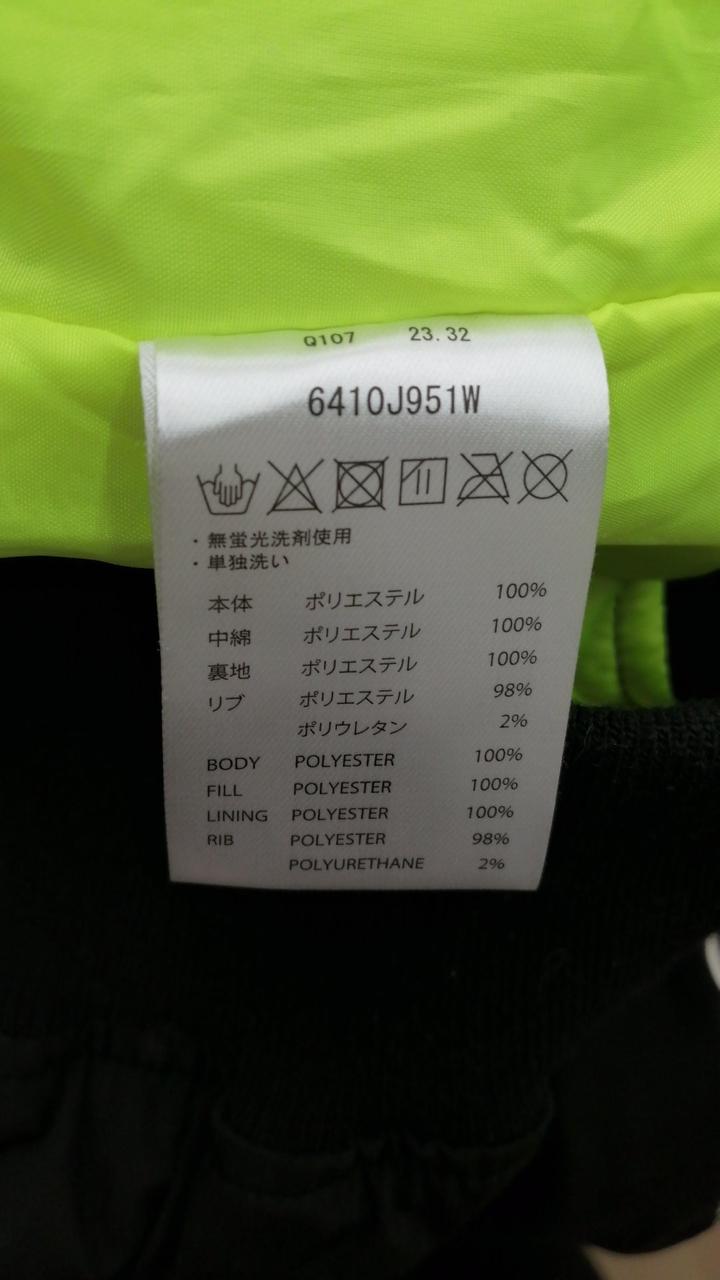 Q107 23.32
6410J951W
・無蛍光洗剤使用
・単独洗い
本体 ポリエステル 100%
中綿 ポリエステル 100%
裏地 ポリエステル 100%
リブ ポリエステル 98%
ポリウレタン 2%
BODY POLYESTER 100%
FILL POLYESTER 100%
LINING POLYESTER 100%
RIB POLYESTER 98%
POLYURETHANE 2%